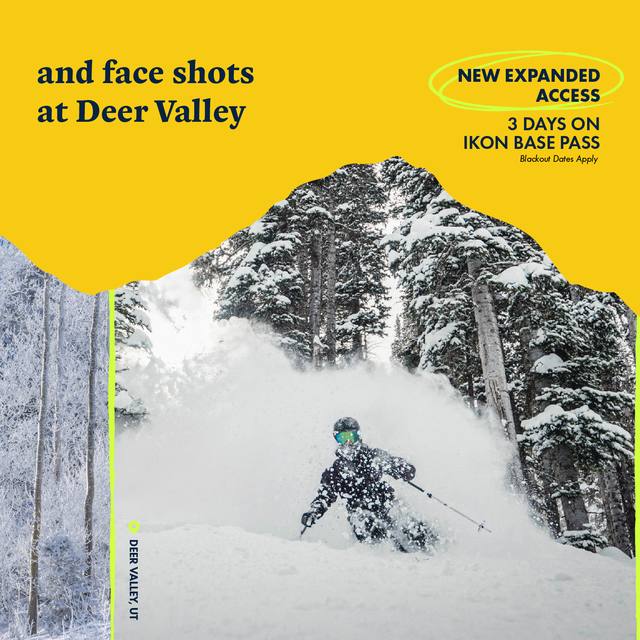 and face shots
at Deer Valley
NEW EXPANDED
ACCESS
3 DAYS ON
IKON BASE PASS
Blackout Dates Apply
DEER VALLEY, UT